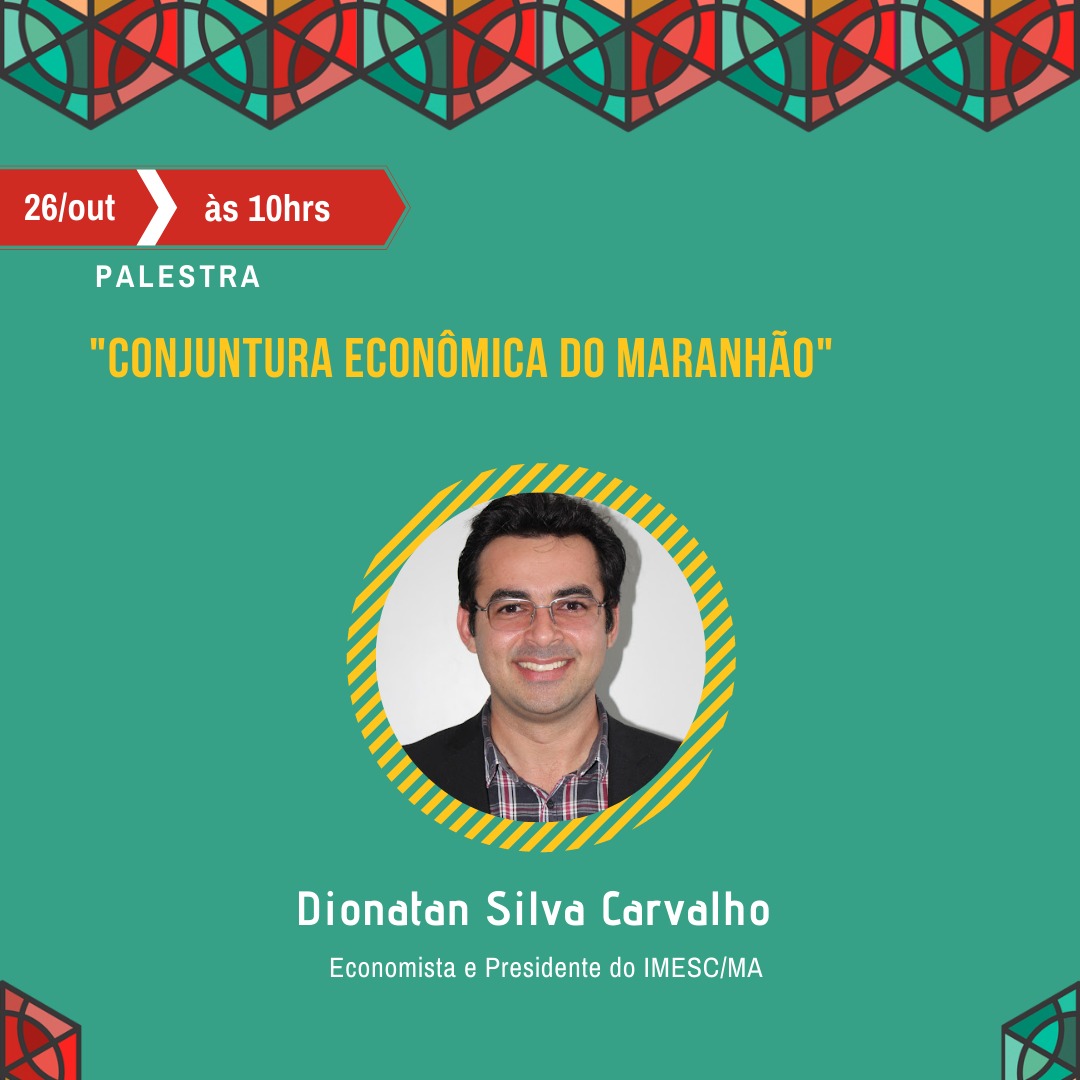 26/out às 10hrs
PALESTRA
"CONJUNTURA ECONÔMICA DO MARANHÃO"
Dionatan Silva Carvalho
Economista e Presidente do IMESC/MA